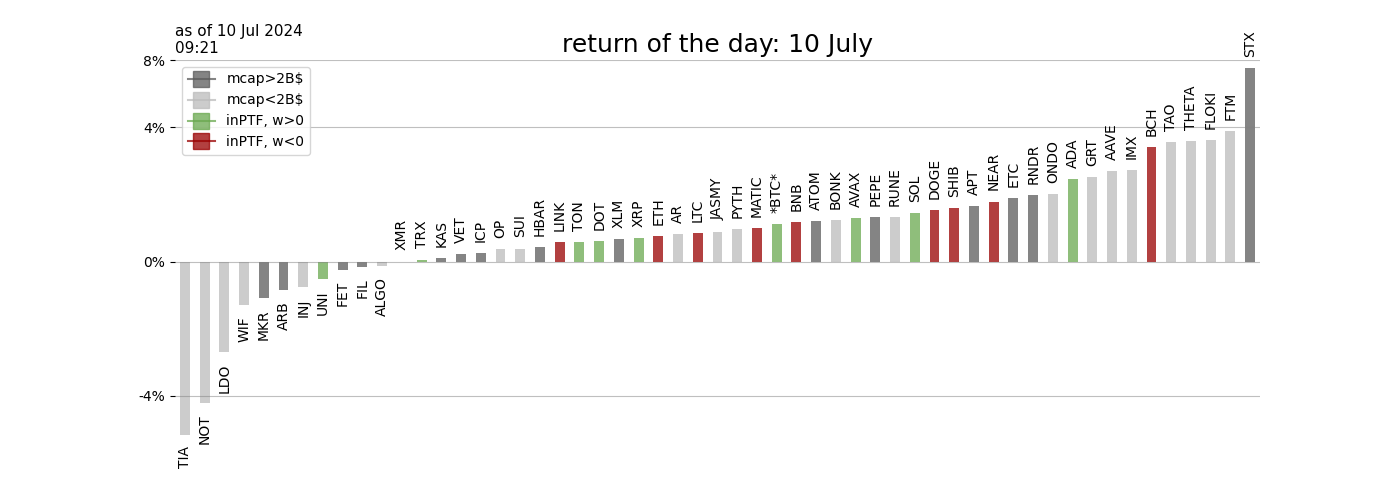 as of 10 Jul 2024
09:21
return of the day: 10 July
8%
4%
0%
-4%
mcap>2B$
mcap<2B$
inPTF, w>0
inPTF, w<0
TIA
NOT
LDO
WIF
MKR
ARB
INJ
UNI
FET
FIL
ALGO
XMR
TRX
KAS
VET
ICP
OP
SUI
HBAR
LINK
TON
DOT
XLM
XRP
ETH
AR
LTC
JASMY
PYTH
MATIC
*BTC*
BNB
ATOM
BONK
AVAX
PEPE
RUNE
SOL
DOGE
SHIB
APT
NEAR
ETC
RNDR
ONDO
ADA
GRT
AAVE
IMX
BCH
TAO
THETA
FLOKI
FTM
STX